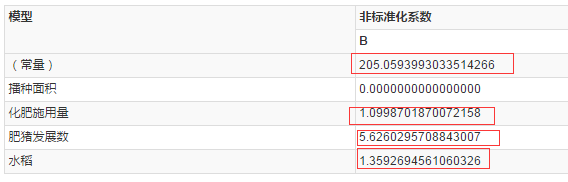 模型 非标准化系数
B
（常量） 205.0593993033514266
播种面积 0.0000000000000000
化肥施用量 1.0998701870072158
肥猪发展数 5.6260295708843007
水稻 1.3592694561060326